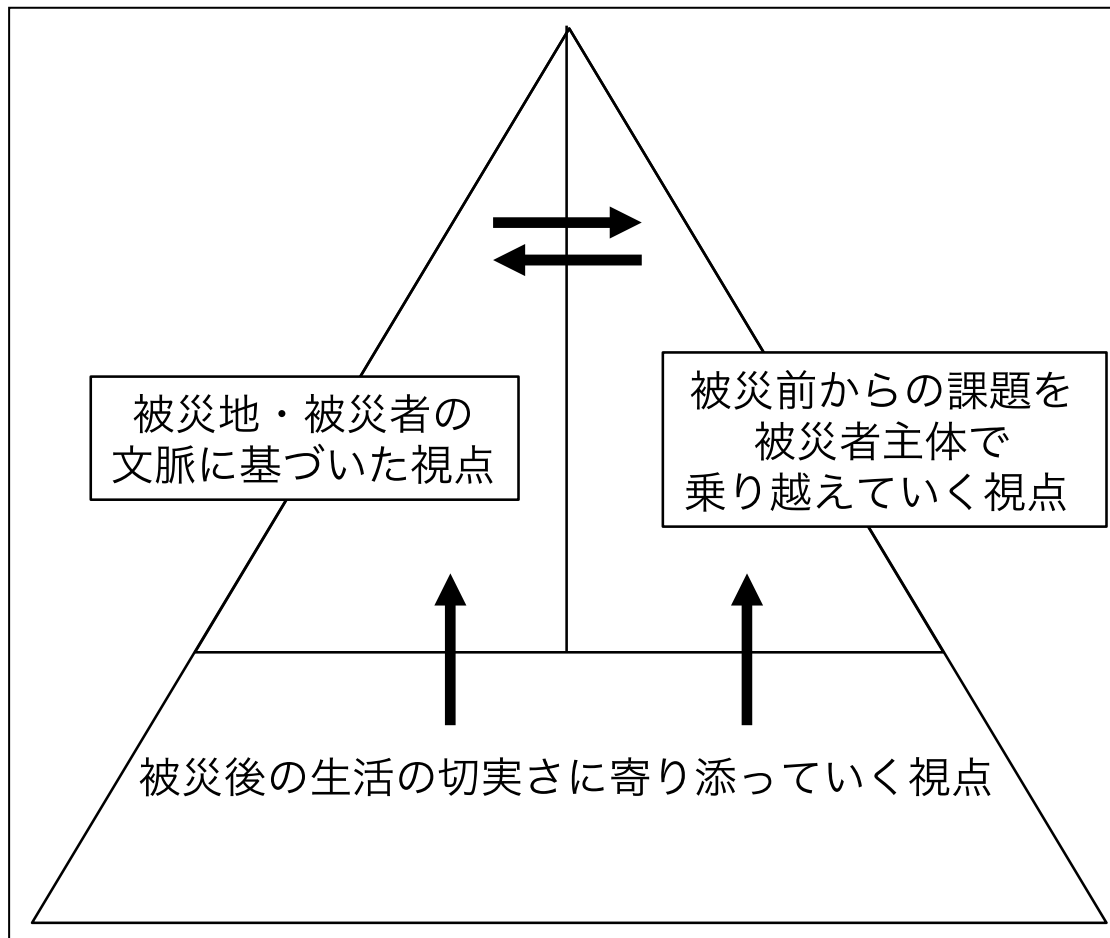 被災地・被災者の
文脈に基づいた視点
被災前からの課題を
被災者主体で
乗り越えていく視点
被災後の生活の切実さに寄り添っていく視点